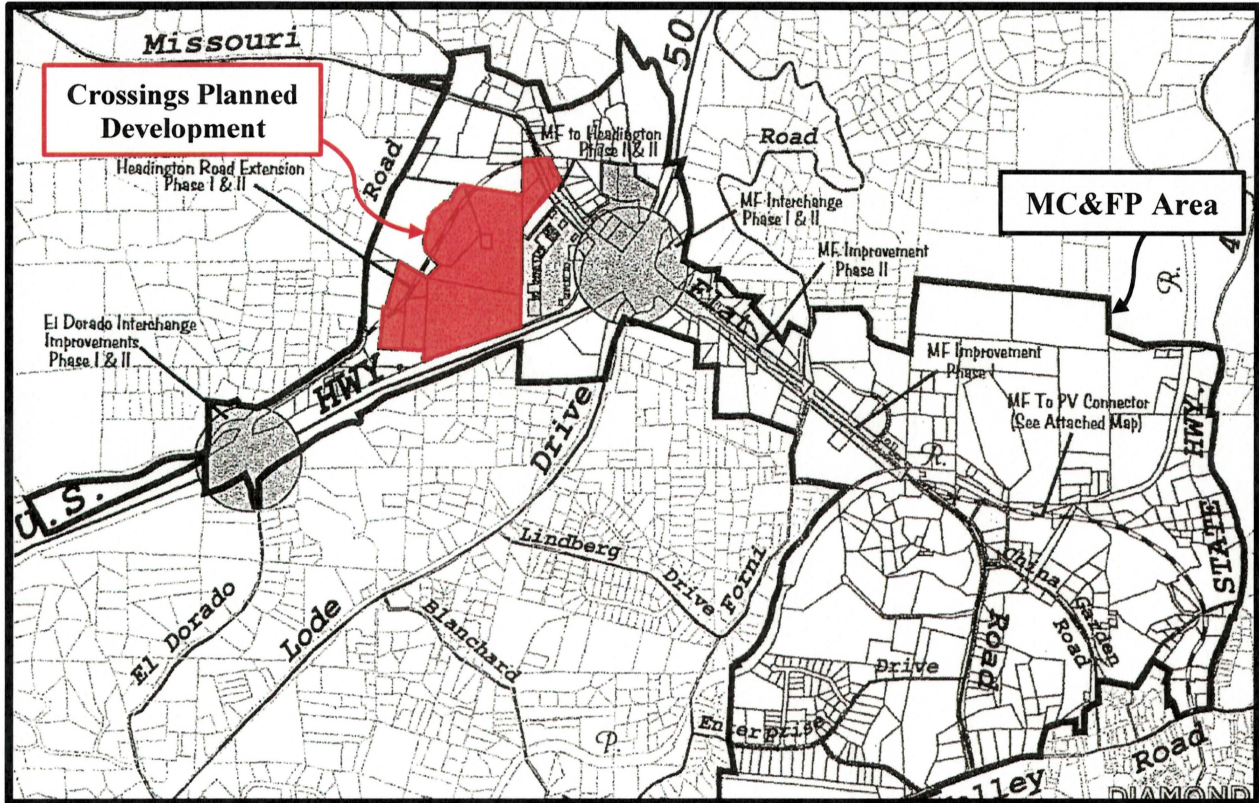 Missouri
50
Crossings Planned
Development
MF to Headington
Phase I & II
Road
Headington Road Extension
Phase I & II
Road
MC&FP Area
MF Interchange
Phase I & II
4
R.
MF Improvement
Phase II
El Dorado Interchange
Improvements
Phase I & II
HWY.
MF Improvement
Phase I
MF To PV Connector
(See Attached Map)
HWY.
Drive
R.
U.S.
STATE
Lindberg
Drive
Forni
China
Garden
Road
El Dorado
Lode
Blanchard
Road
Drive
Enterprise
P.
Road
lley
DIAMOND